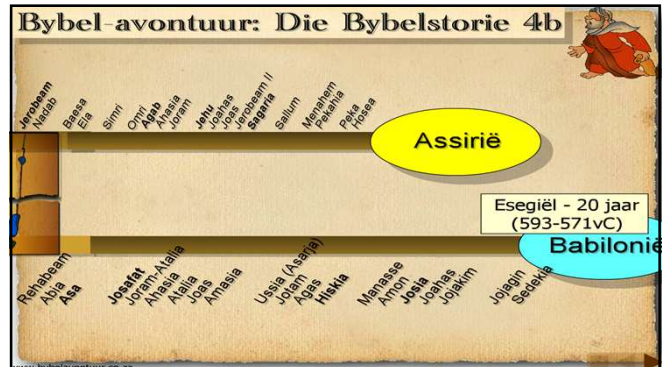 Bybel-avontuur: Die Bybelstorie 4b
Jerobeam
Nadab
Baesa
Ela
Simri
Omri
Agab
Ahasia
Joram
Jehu
Joahas
Joas
Jerobeam II
Sagaria
Sallum
Menahem
Pekahia
Peka
Hosea
Assirië
Esegiël - 20 jaar
(593-571vC)
Babilonië
Rehabeam
Abia
Asa
Josafat
Joram-Atalia
Ahasia
Atalia
Joas
Amasia
Ussia (Asarja)
Jotam
Agas
Hiskia
Manasse
Amon
Josia
Joahas
Jojakim
Jojagin
Sedekia